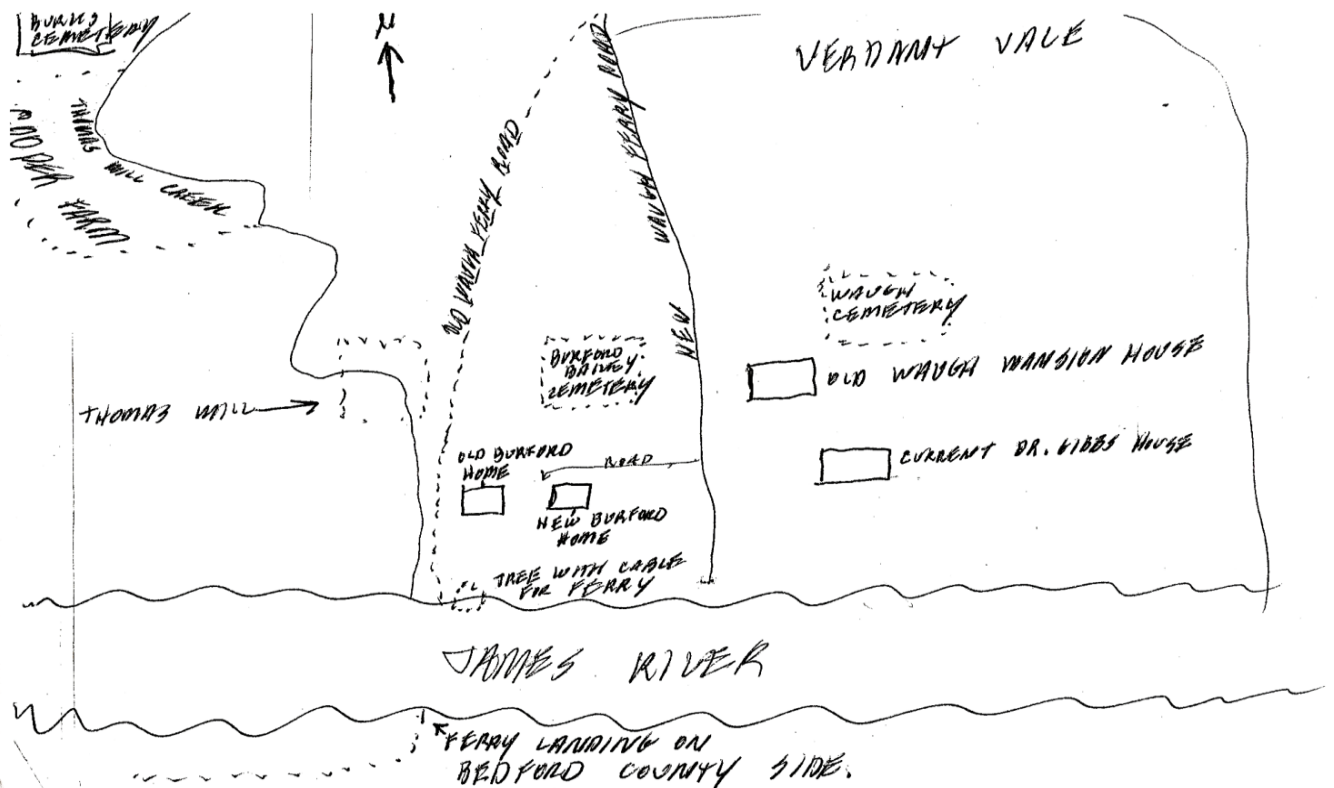 BURKS
CEMETERY
N
VERDANT VALE
THOMAS MILL CREEK
COOPER FARM
OLD WAUGH FERRY ROAD
NEW WAUGH FERRY ROAD
WAUGH
CEMETERY
BURFORD
BAILEY
CEMETERY
OLD WAUGH MANSION HOUSE
THOMAS MILL
OLD BURFORD
HOME
ROAD
CURRENT DR. GIBBS HOUSE
NEW BURFORD
HOME
TREE WITH CABLE
FOR FERRY
JAMES RIVER
FERRY LANDING ON
BEDFORD COUNTY SIDE.